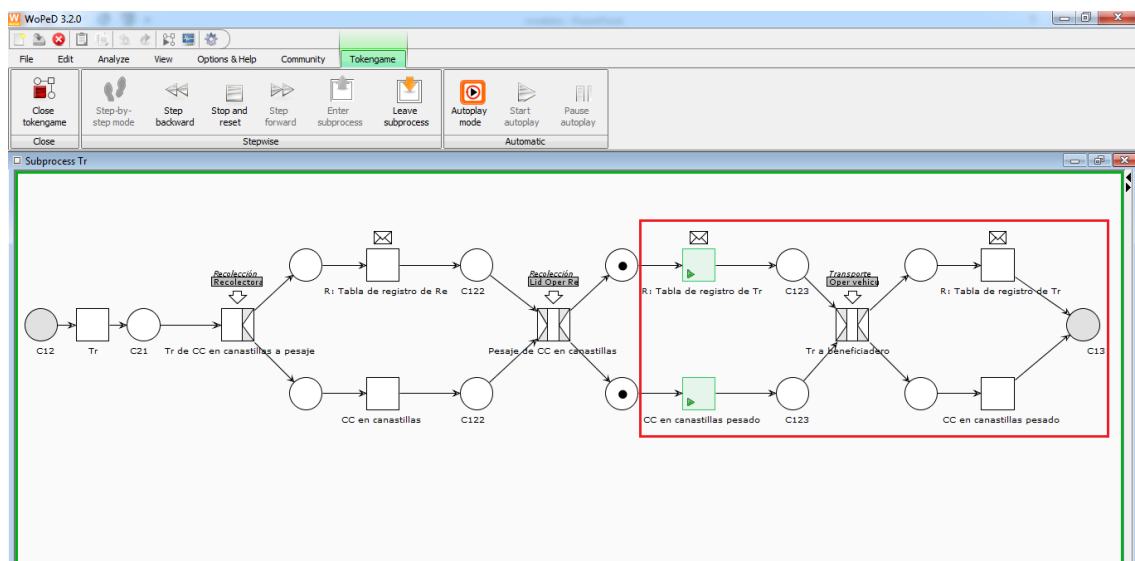 WoPeD 3.2.0
File Edit Analyze View Options & Help Community Tokengame
Close tokengame
Step-by-step mode
Step backward
Stop and reset
Step forward
Enter subprocess
Leave subprocess
Autoplay mode
Start autoplay
Pause autoplay
Close Stepwise Automatic
Subprocess Tr
Recolección
Recolectora
Recolección
Lid Oper Re
Transporte
Oper vehicu
R: Tabla de registro de Re
C122
R: Tabla de registro de Tr
C123
R: Tabla de registro de Tr
C12
Tr
C21
Tr de CC en canastillas a pesaje
Pesaje de CC en canastillas
Tr a beneficiadero
C13
CC en canastillas
C122
CC en canastillas pesado
C123
CC en canastillas pesado